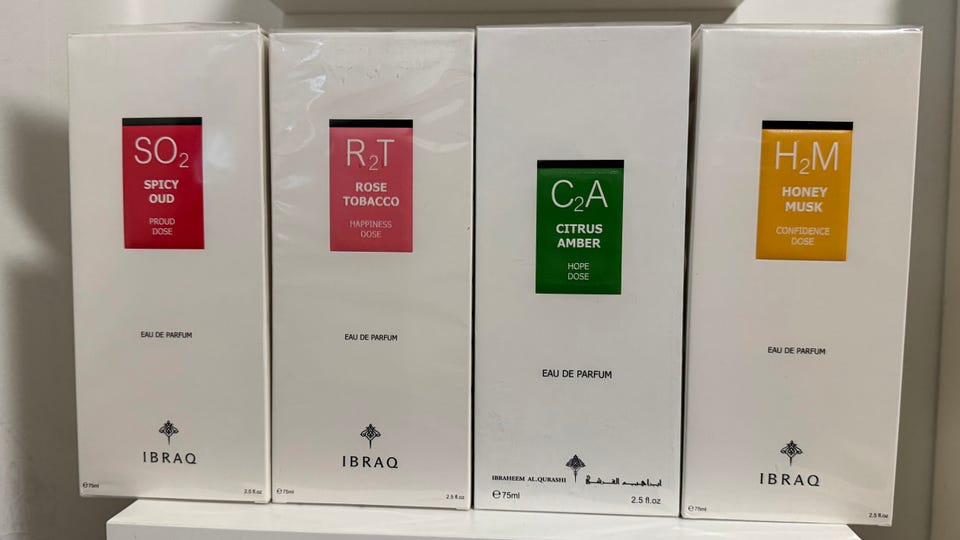 SO₂
SPICY
OUD
PROUD
DOSE
EAU DE PARFUM
IBRAQ
℮75ml 2.5 fl.oz
R₂T
ROSE
TOBACCO
HAPPINESS
DOSE
EAU DE PARFUM
IBRAQ
℮75ml 2.5 fl.oz
C₂A
CITRUS
AMBER
HOPE
DOSE
EAU DE PARFUM
IBRAHEEM AL.QURASHI ابراهيم القرشي
℮75ml 2.5 fl.oz
H₂M
HONEY
MUSK
CONFIDENCE
DOSE
EAU DE PARFUM
IBRAQ
℮75ml 2.5 fl.oz